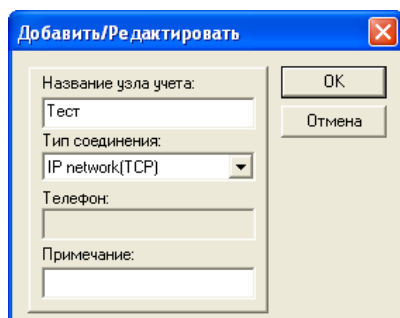 Добавить/Редактировать
Название узла учета:
OK
Тест
Отмена
Тип соединения:
IP network(TCP)
Телефон:
Примечание: